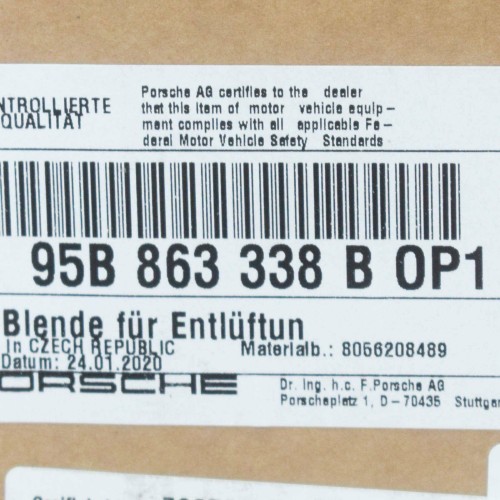 NTROLLIERTE
QUALITÄT
Porsche AG certifies to the dealer
that this item of motor vehicle equip-
ment complies with all applicable Fe-
deral Motor Vehicle Safety Standards
95B 863 338 B OP1
Blende für Entlüftun
in CZECH REPUBLIC
Materialb.: 8056208489
Datum: 24.01.2020
ORSCHE
Dr. Ing. h.c. F.Porsche AG
Porscheplatz 1, D-70435 Stuttgar